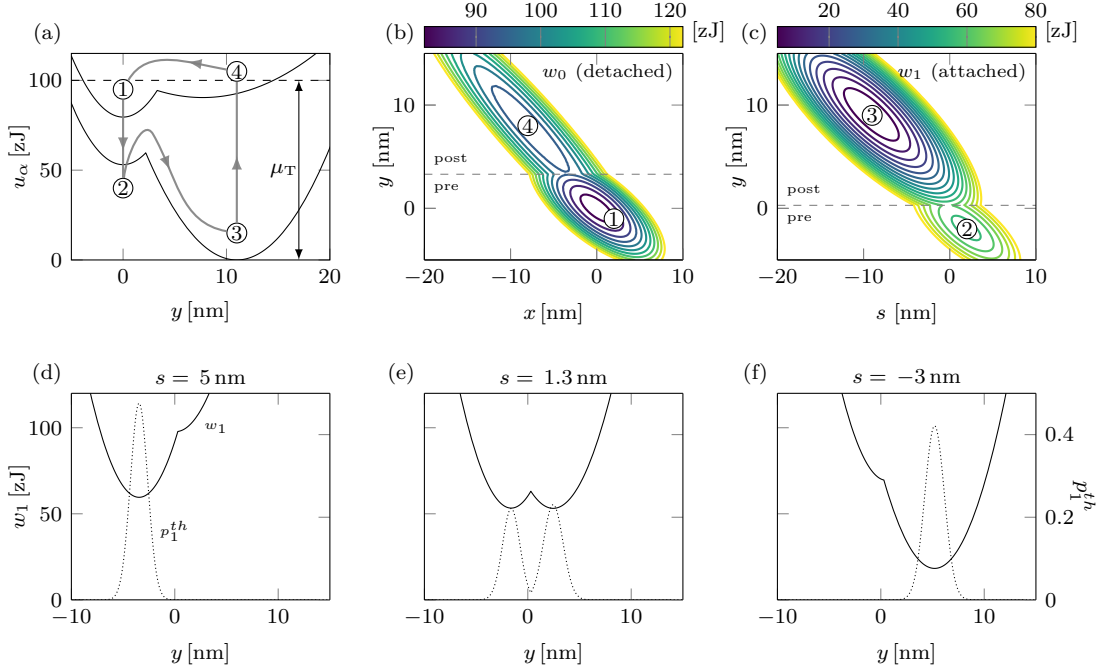 (a)
100
50
0
u_α [zJ]
1
4
2
3
μ_T
0
10
20
y [nm]
80
100
120
[zJ]
(b)
w_0 (detached)
10
0
y [nm]
4
post
pre
1
−20
−10
0
10
x [nm]
20
40
60
80
[zJ]
(c)
w_1 (attached)
10
0
y [nm]
3
post
pre
2
−20
−10
0
10
s [nm]
(d)
s = 5 nm
100
50
0
w_1 [zJ]
w_1
p_1^{th}
−10
0
10
y [nm]
(e)
s = 1.3 nm
−10
0
10
y [nm]
(f)
s = −3 nm
0.4
0.2
0
p_1^{th}
−10
0
10
y [nm]